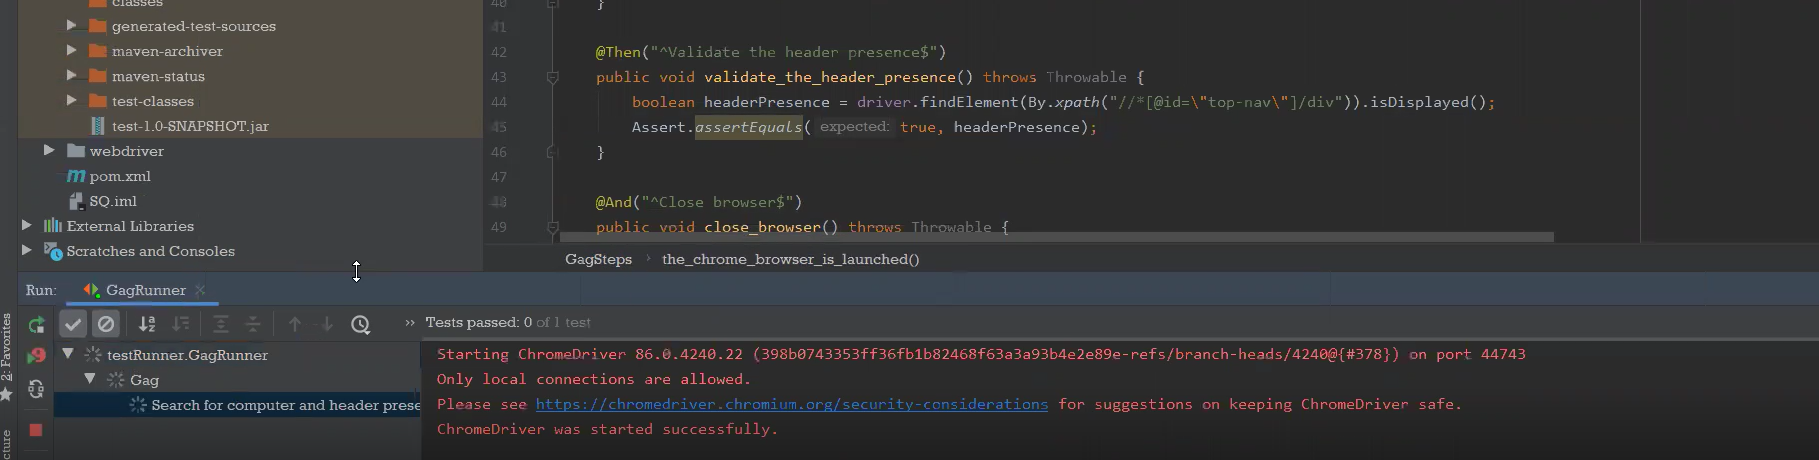 classes
generated-test-sources
maven-archiver
maven-status
test-classes
test-1.0-SNAPSHOT.jar
webdriver
pom.xml
SQ.iml
External Libraries
Scratches and Consoles
40 }
41
42 @Then("^Validate the header presence$")
43 public void validate_the_header_presence() throws Throwable {
44 boolean headerPresence = driver.findElement(By.xpath("//*[@id=\"top-nav\"]/div")).isDisplayed();
45 Assert.assertEquals( expected: true, headerPresence);
46 }
47
48 @And("^Close browser$")
49 public void close_browser() throws Throwable {
GagSteps › the_chrome_browser_is_launched()
Run: GagRunner ×
» Tests passed: 0 of 1 test
2: Favorites
cture
testRunner.GagRunner
Gag
Search for computer and header prese
Starting ChromeDriver 86.0.4240.22 (398b0743353ff36fb1b82468f63a3a93b4e2e89e-refs/branch-heads/4240@{#378}) on port 44743
Only local connections are allowed.
Please see https://chromedriver.chromium.org/security-considerations for suggestions on keeping ChromeDriver safe.
ChromeDriver was started successfully.